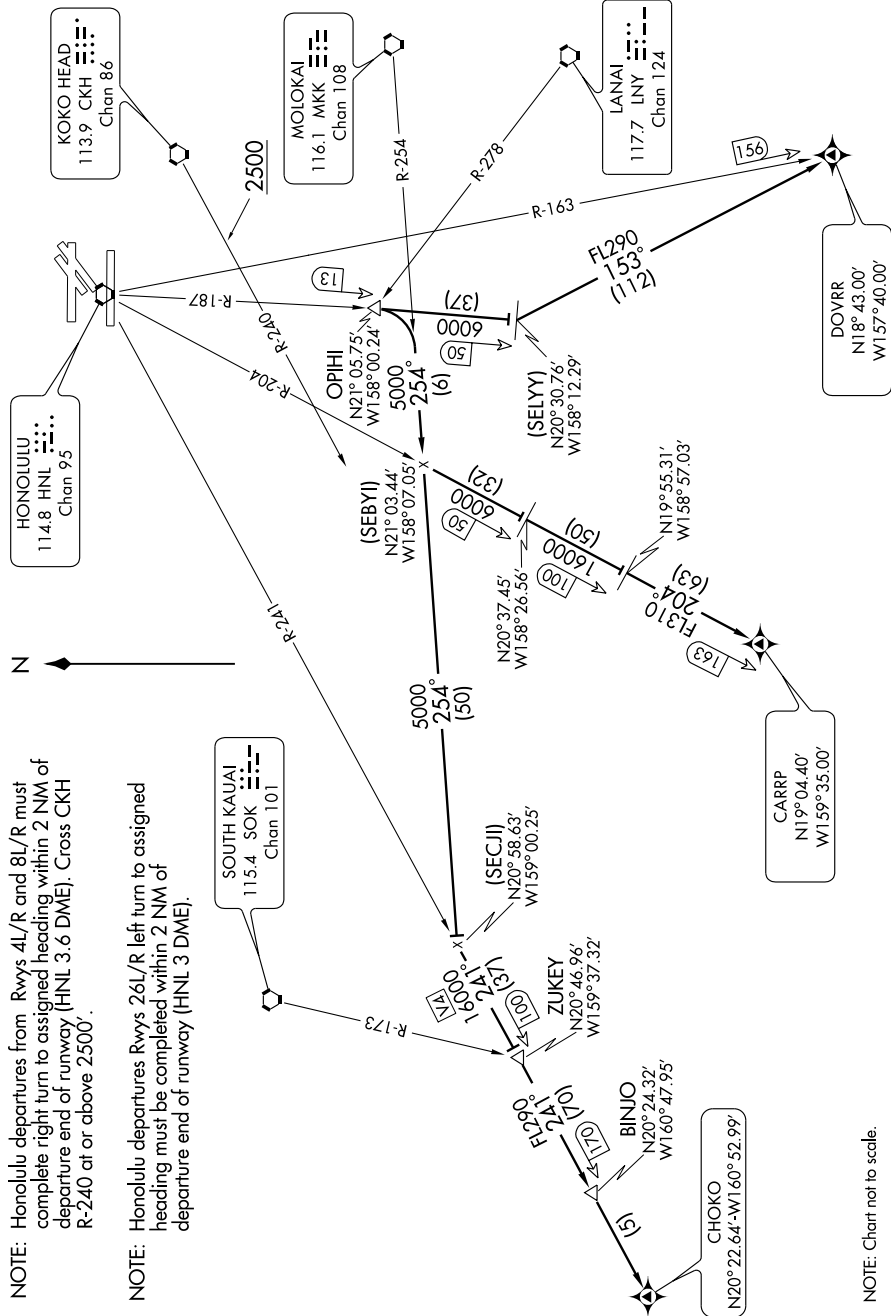 NOTE: Honolulu departures from Rwys 4L/R and 8L/R must
complete right turn to assigned heading within 2 NM of
departure end of runway (HNL 3.6 DME). Cross CKH
R-240 at or above 2500'.
NOTE: Honolulu departures Rwys 26L/R left turn to assigned
heading must be completed within 2 NM of
departure end of runway (HNL 3 DME).
N
HONOLULU
114.8 HNL
Chan 95
KOKO HEAD
113.9 CKH
Chan 86
2500
MOLOKAI
116.1 MKK
Chan 108
LANAI
117.7 LNY
Chan 124
SOUTH KAUAI
115.4 SOK
Chan 101
R-241
R-204
R-240
R-187
R-163
R-254
R-278
R-173
13
OPIHI
N21° 05.75'
W158° 00.24'
5000
254°
(6)
6000
(37)
50
(SELYY)
N20° 30.76'
W158° 12.29'
FL290
153°
(112)
156
DOVRR
N18° 43.00'
W157° 40.00'
(SEBYI)
N21° 03.44'
W158° 07.05'
6000
(32)
50
N20° 37.45'
W158° 26.56'
16000
(50)
100
N19° 55.31'
W158° 57.03'
FL310
204°
(63)
163
CARRP
N19° 04.40'
W159° 35.00'
5000
254°
(50)
(SECJI)
N20° 58.63'
W159° 00.25'
V4
16000
241°
(37)
100
ZUKEY
N20° 46.96'
W159° 37.32'
FL290
241°
(70)
170
BINJO
N20° 24.32'
W160° 47.95'
(5)
CHOKO
N20° 22.64'-W160° 52.99'
NOTE: Chart not to scale.